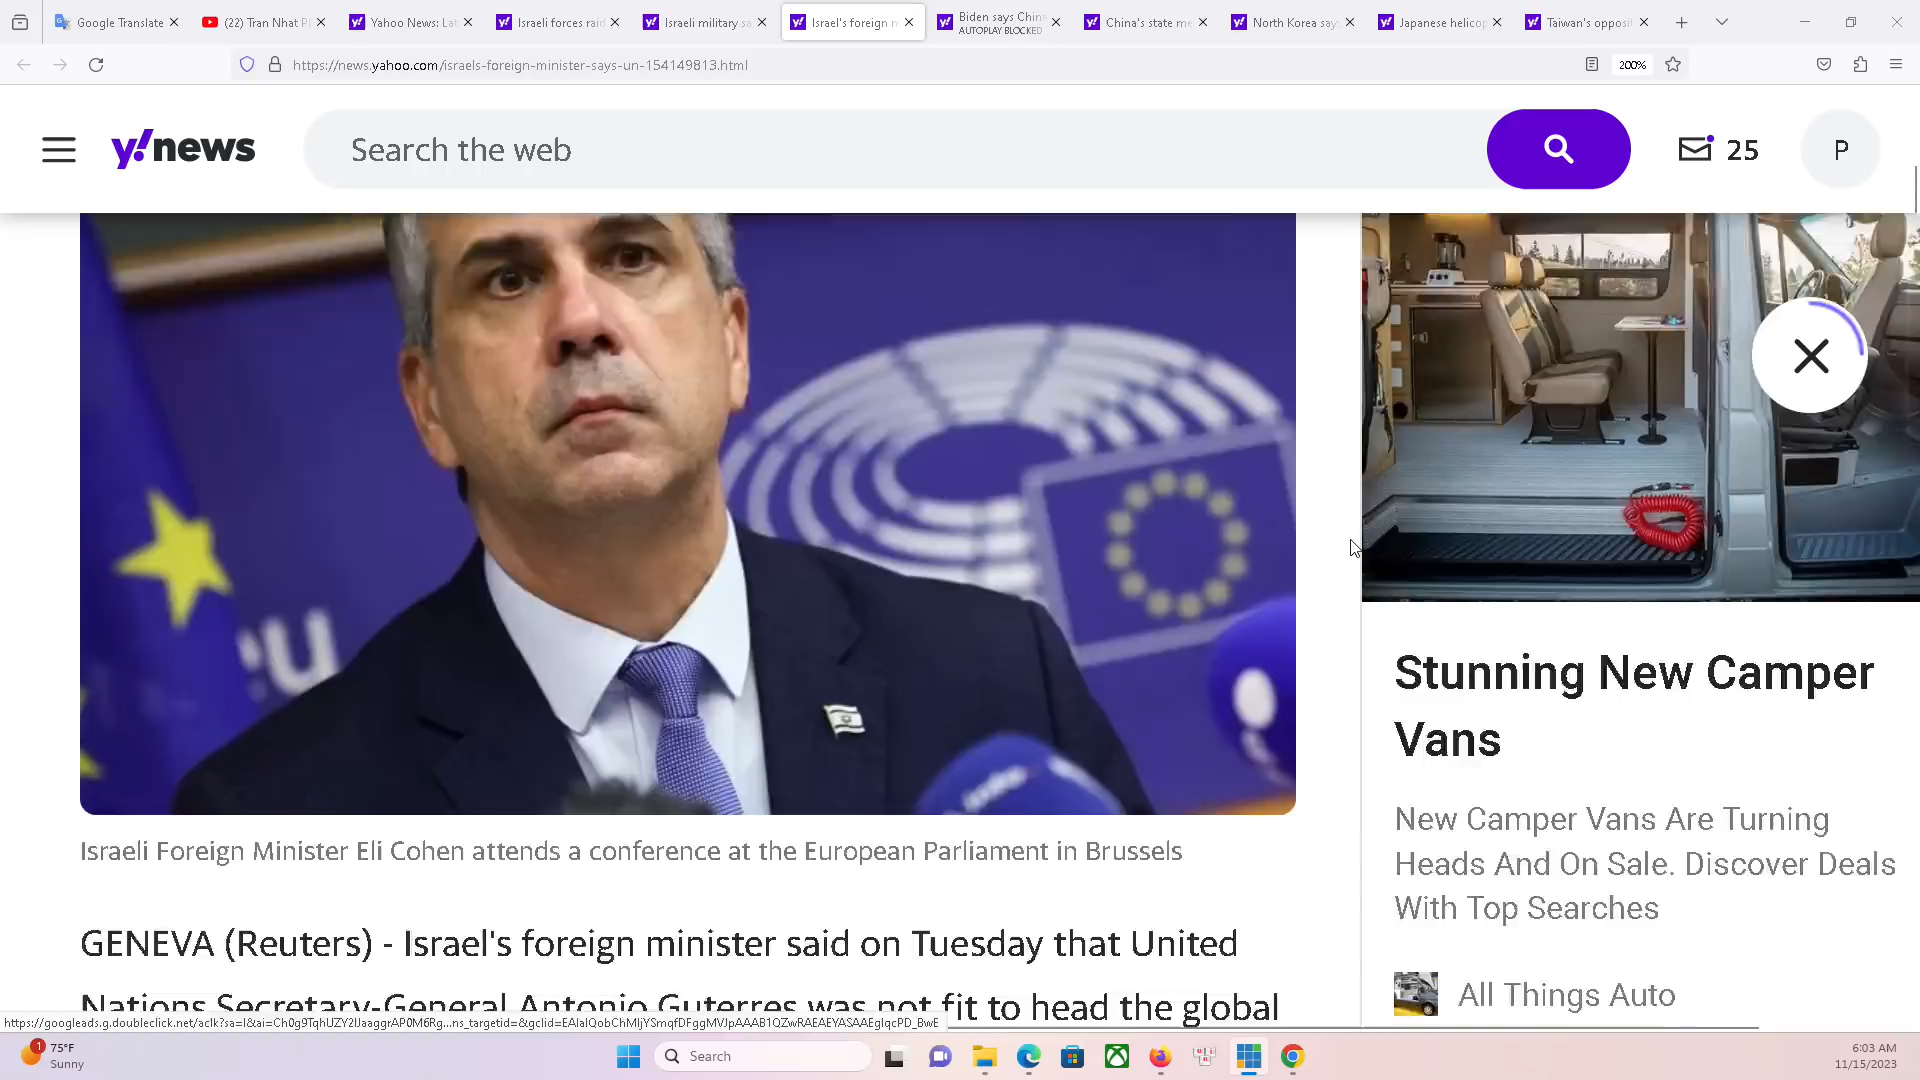 Google Translate
(22) Tran Nhat P
Yahoo News: La
Israeli forces rai
Israeli military sa
Israel's foreign m
Biden says China
AUTOPLAY BLOCKED
China's state me
North Korea say
Japanese helicop
Taiwan's opposit
https://news.yahoo.com/israels-foreign-minister-says-un-154149813.html
200%
y!news
Search the web
25
P
Israeli Foreign Minister Eli Cohen attends a conference at the European Parliament in Brussels
GENEVA (Reuters) - Israel's foreign minister said on Tuesday that United
Nations Secretary-General Antonio Guterres was not fit to head the global
Stunning New Camper
Vans
New Camper Vans Are Turning
Heads And On Sale. Discover Deals
With Top Searches
All Things Auto
1
75°F
Sunny
Search
6:03 AM
11/15/2023